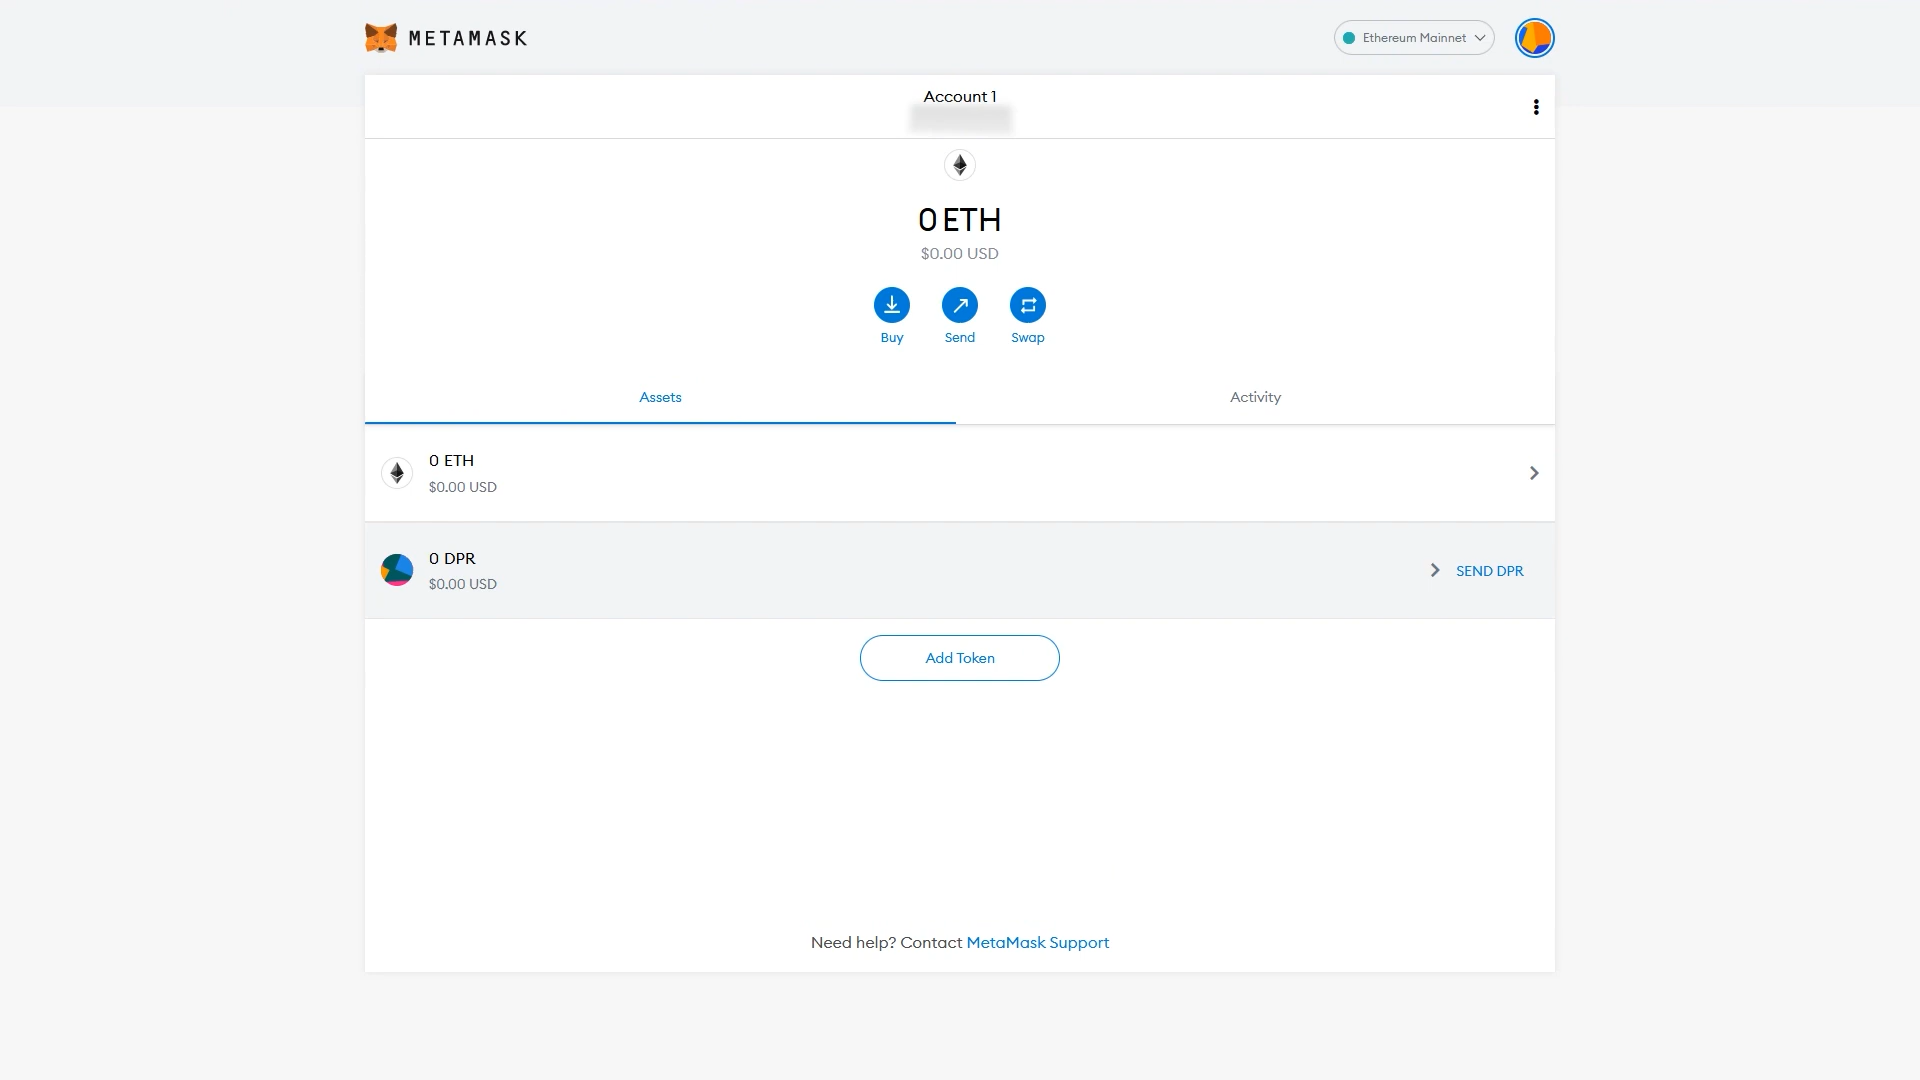 METAMASK
Ethereum Mainnet
Account 1
0 ETH
$0.00 USD
Buy
Send
Swap
Assets
Activity
0 ETH
$0.00 USD
0 DPR
$0.00 USD
SEND DPR
Add Token
Need help? Contact MetaMask Support